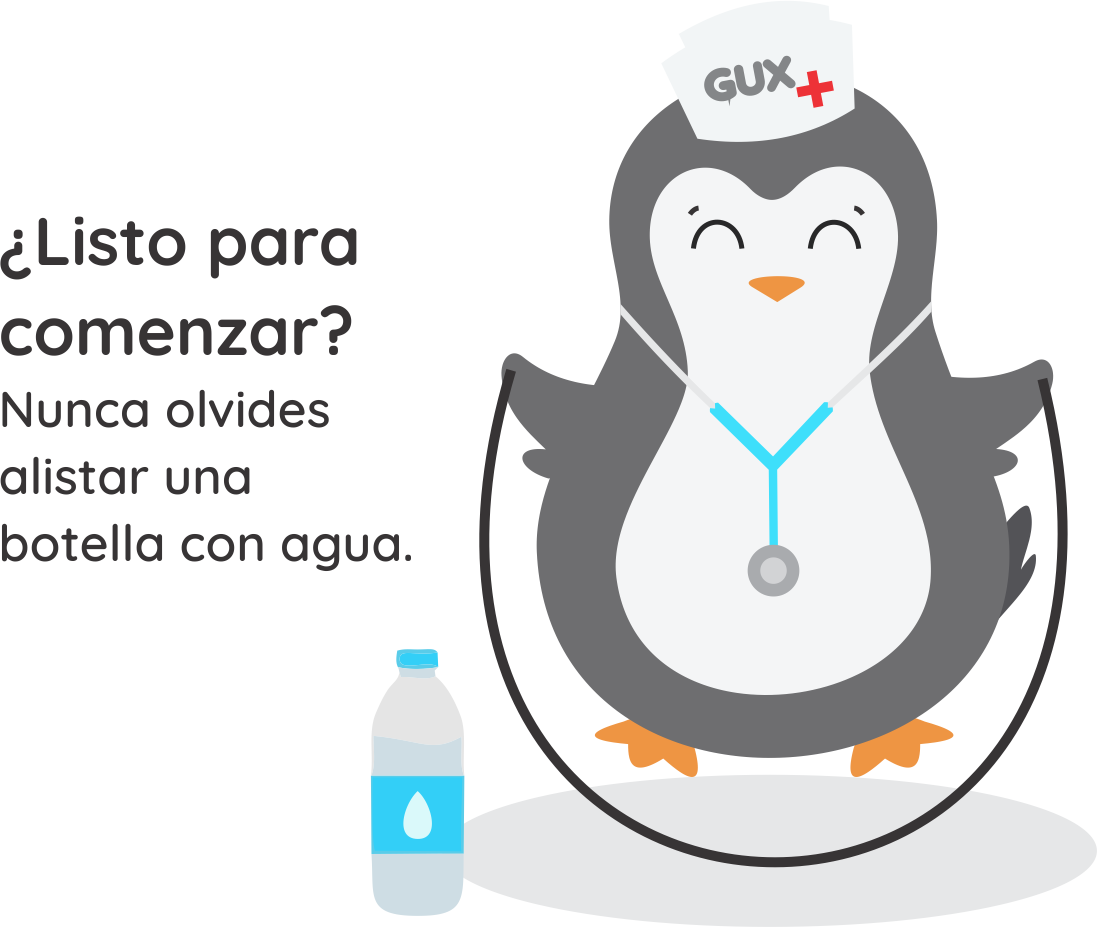 GUX
¿Listo para
comenzar?
Nunca olvides
alistar una
botella con agua.